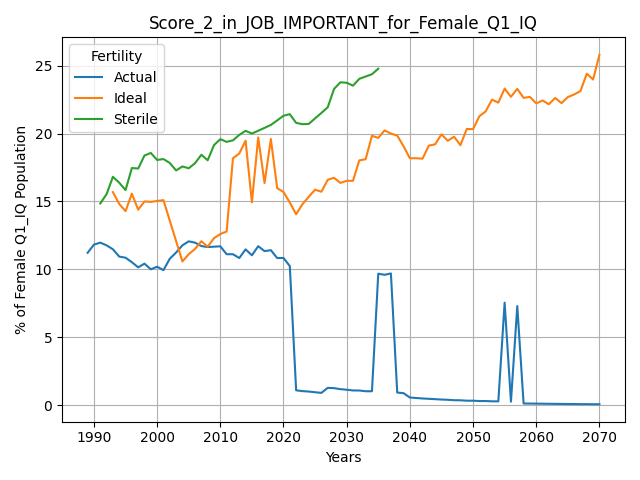 Score_2_in_JOB_IMPORTANT_for_Female_Q1_IQ
Fertility
Actual
Ideal
Sterile
% of Female Q1_IQ Population
25
20
15
10
5
0
1990 2000 2010 2020 2030 2040 2050 2060 2070
Years